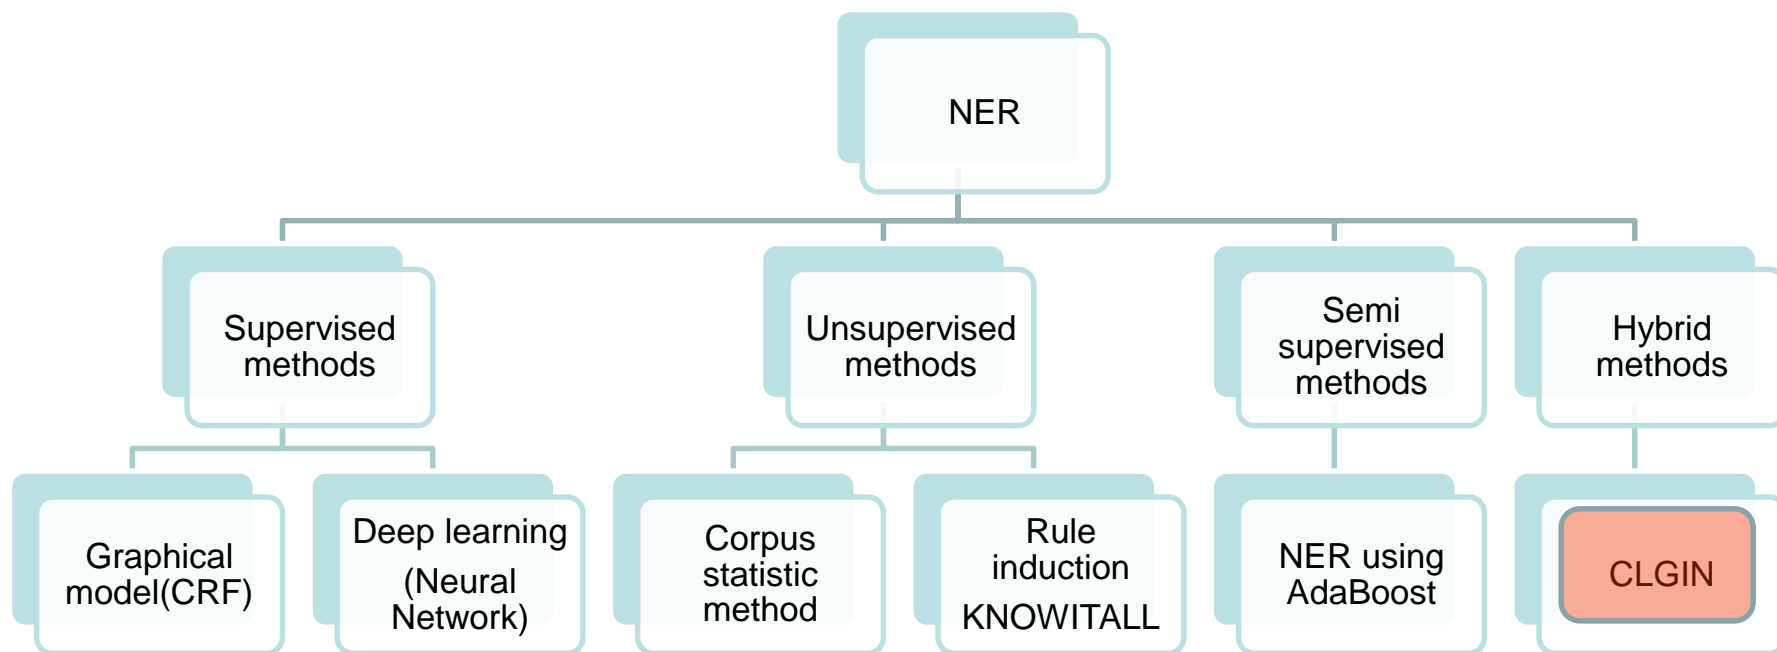 NER
Supervised
methods
Unsupervised
methods
Semi
supervised
methods
Hybrid
methods
Graphical
model(CRF)
Deep learning
(Neural
Network)
Corpus
statistic
method
Rule
induction
KNOWITALL
NER using
AdaBoost
CLGIN